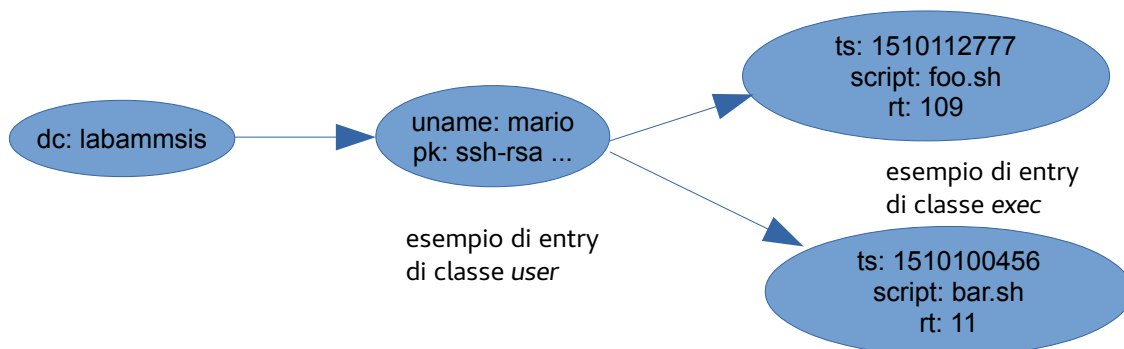 dc: labammsis
uname: mario
pk: ssh-rsa ...
esempio di entry
di classe user
ts: 1510112777
script: foo.sh
rt: 109
esempio di entry
di classe exec
ts: 1510100456
script: bar.sh
rt: 11